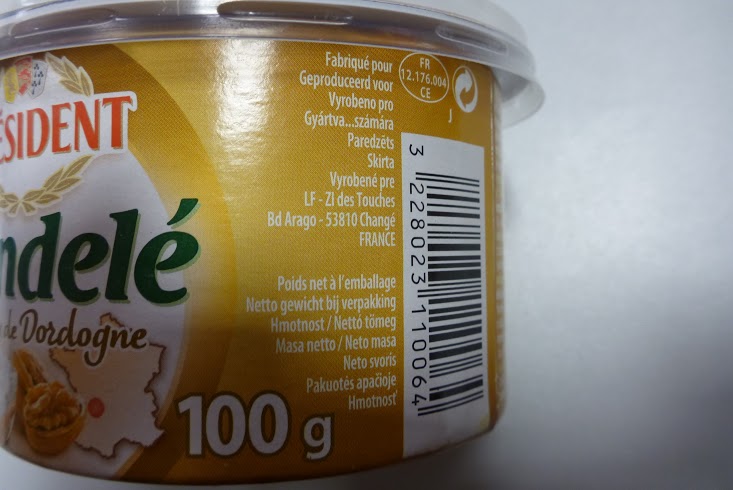 ÉSIDENT
ndelé
de Dordogne
100 g
Fabriqué pour
Geproduceerd voor
Vyrobeno pro
Gyártva...számára
Paredzēts
Skirta
Vyrobené pre
LF - ZI des Touches
Bd Arago - 53810 Changé
FRANCE
Poids net à l'emballage
Netto gewicht bij verpakking
Hmotnost / Nettó tömeg
Masa netto / Neto masa
Neto svoris
Pakuotės apačioje
Hmotnosť
FR
12.176.004
CE
J
3 228023 110064